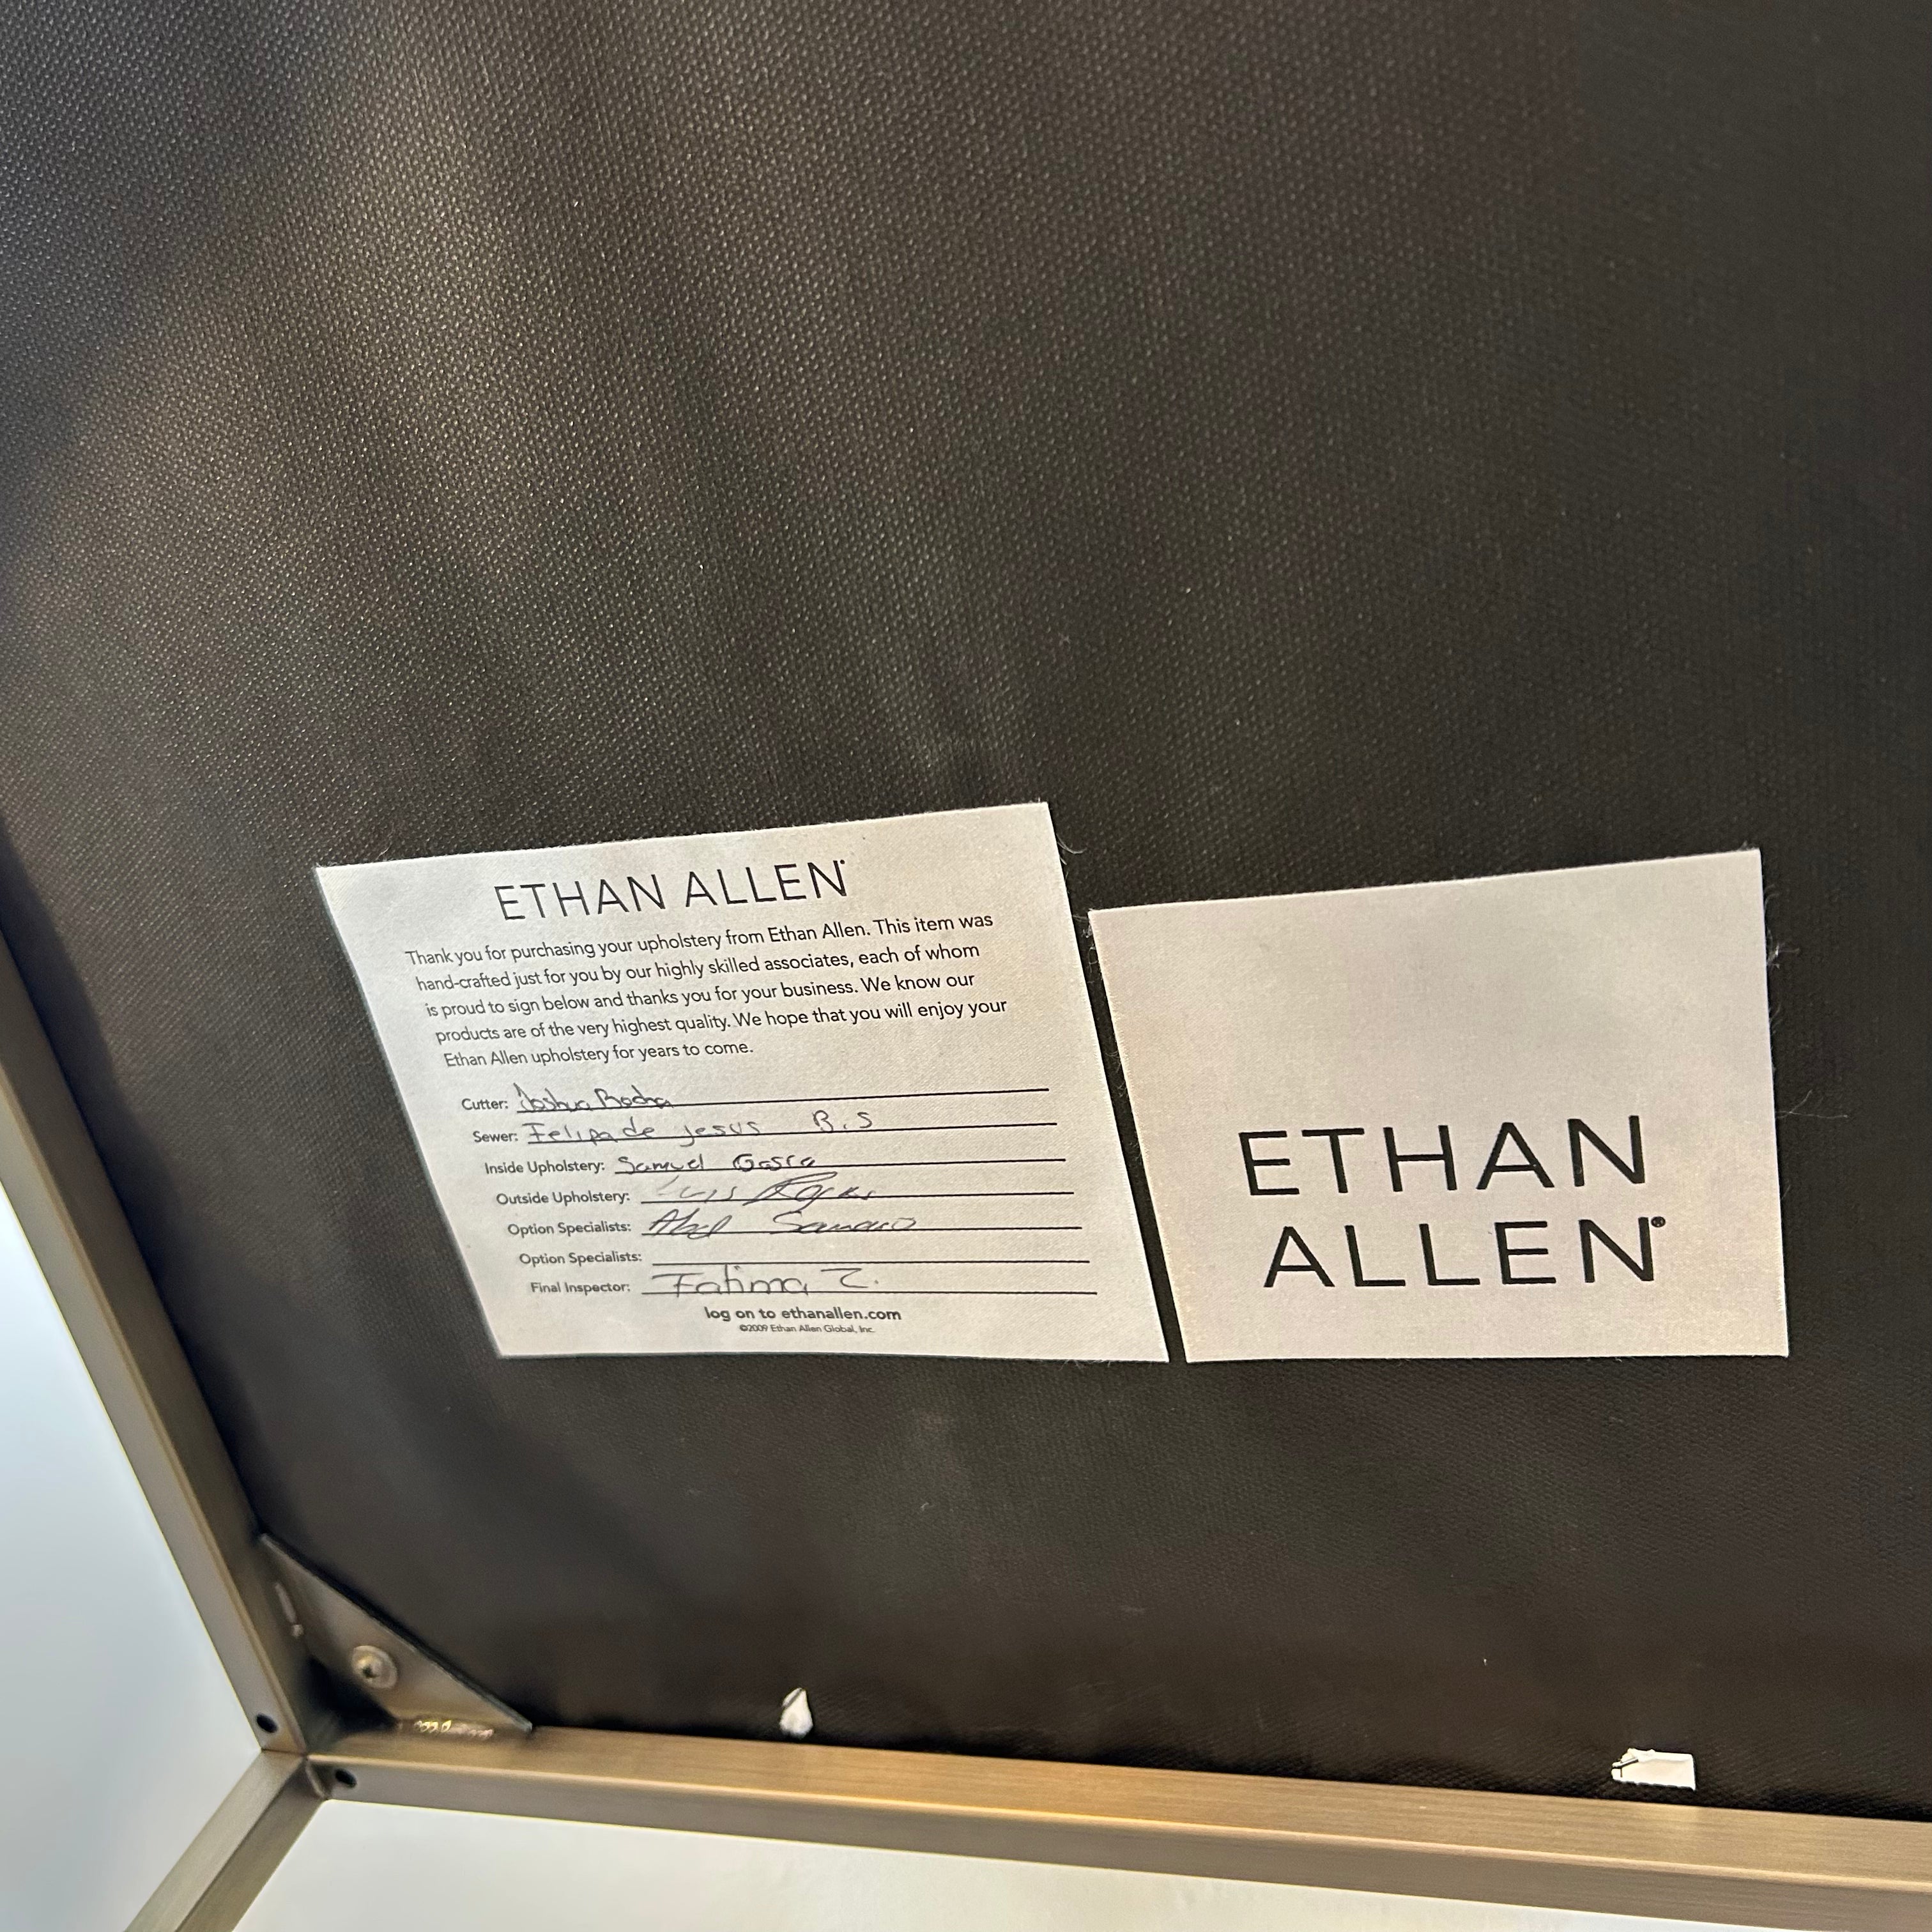 ETHAN ALLEN®
Thank you for purchasing your upholstery from Ethan Allen. This item was
hand-crafted just for you by our highly skilled associates, each of whom
is proud to sign below and thanks you for your business. We know our
products are of the very highest quality. We hope that you will enjoy your
Ethan Allen upholstery for years to come.
Cutter: Joshua
Sewer: Felipa de Jesus B.S
Inside Upholstery: Samuel
Outside Upholstery: Luis
Option Specialists:
Option Specialists:
Final Inspector: Fatima Z.
log on to ethanallen.com
©2009 Ethan Allen Global, Inc.
ETHAN
ALLEN®